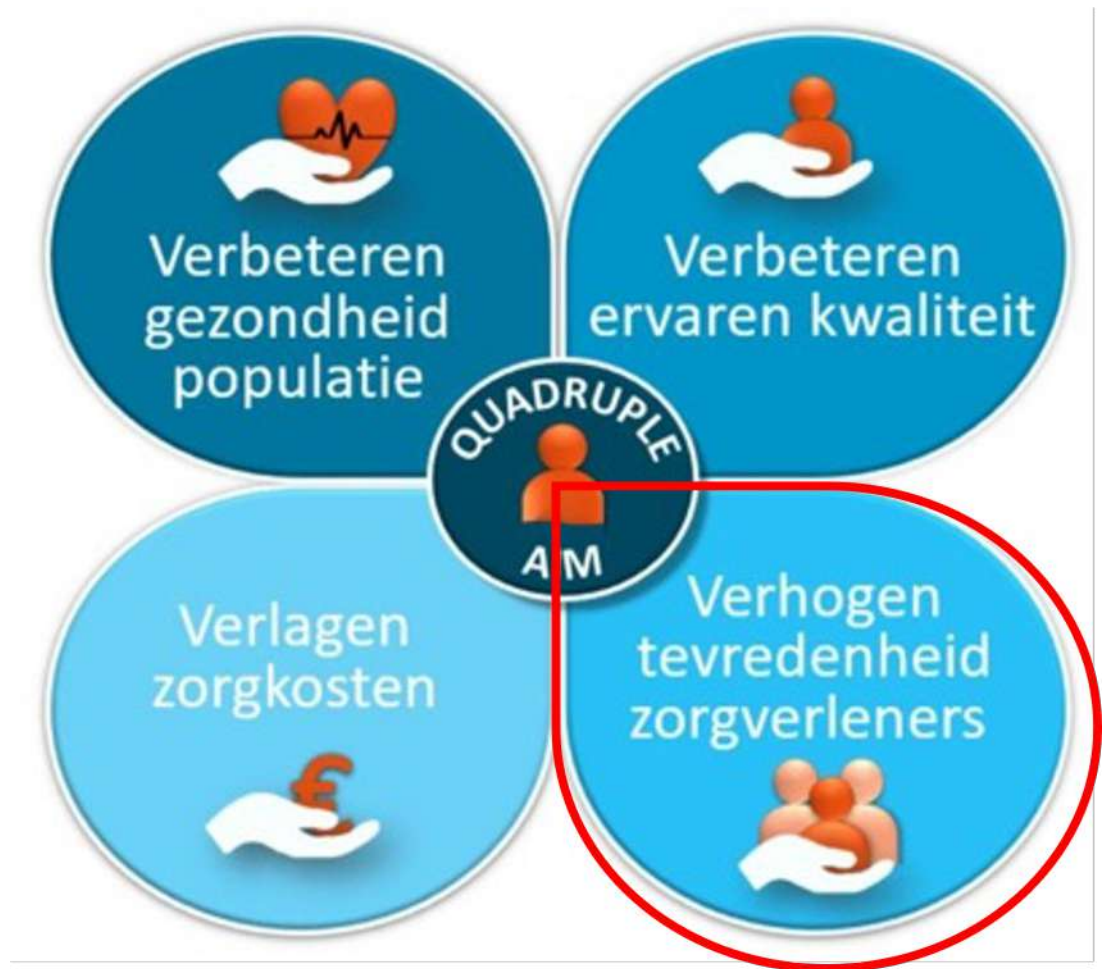 Verbeteren
gezondheid
populatie
Verbeteren
ervaren kwaliteit
QUADRUPLE
AIM
Verlagen
zorgkosten
€
Verhogen
tevredenheid
zorgverleners